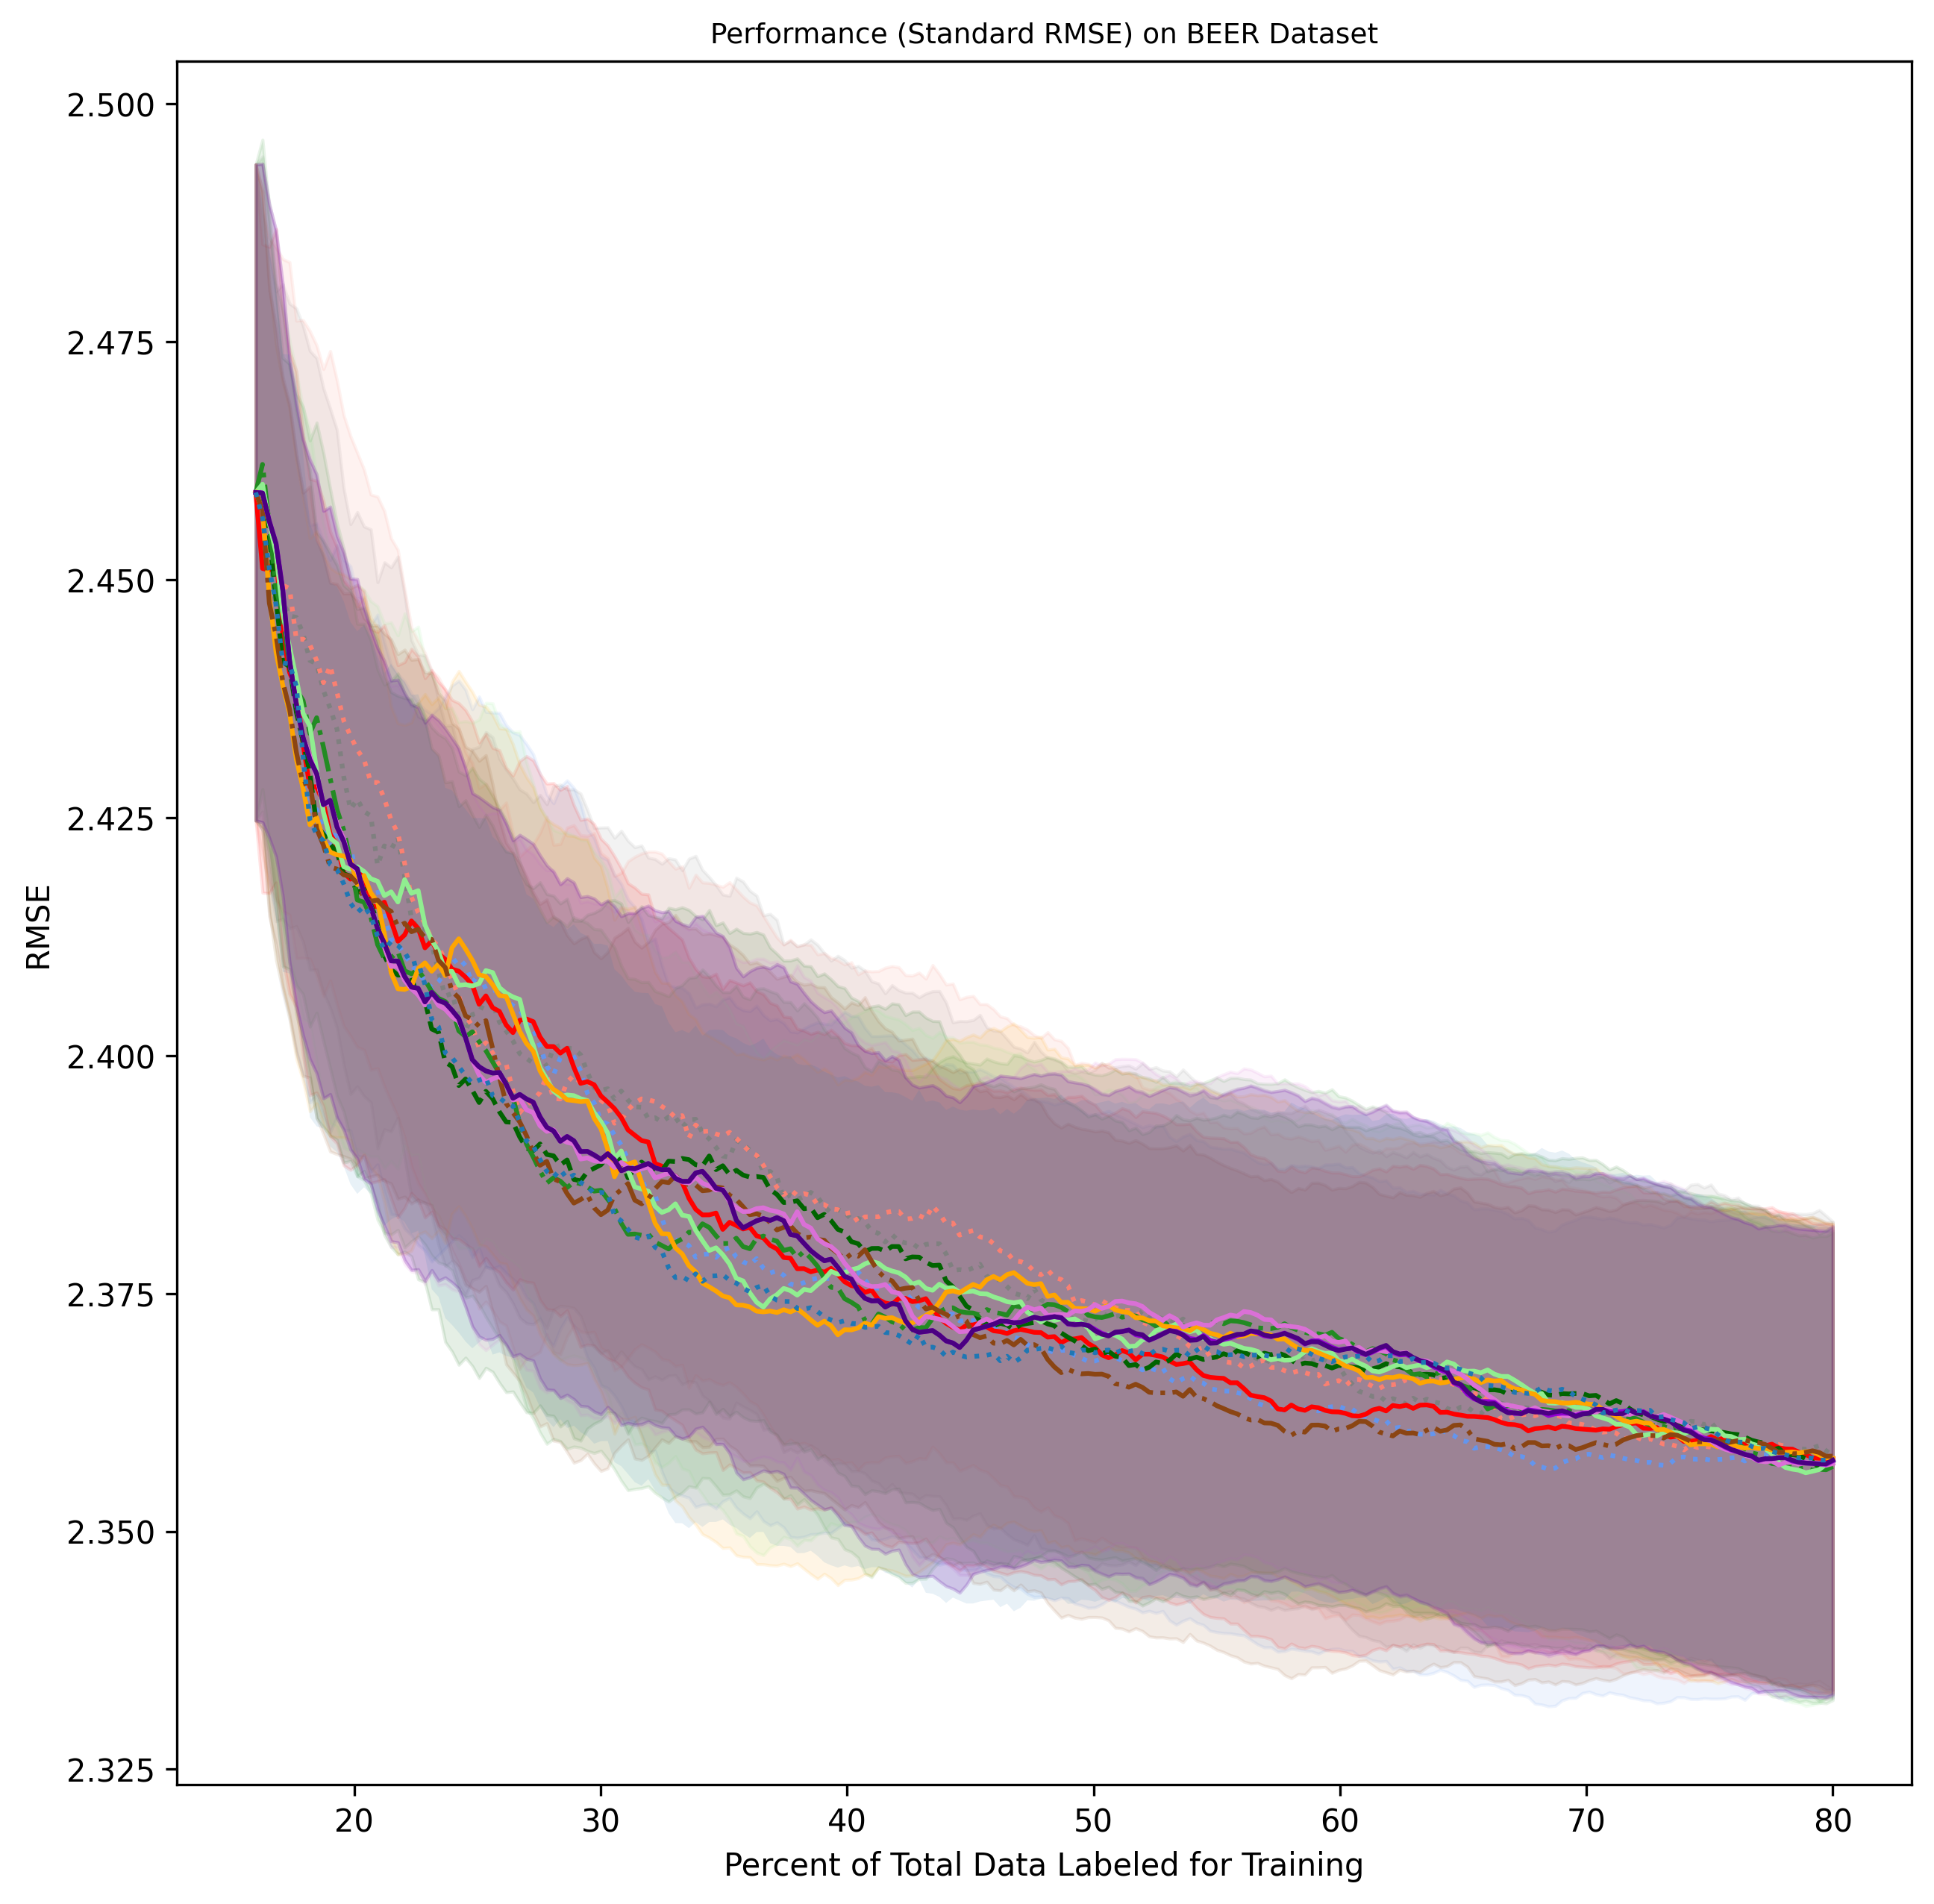 Performance (Standard RMSE) on BEER Dataset
2.500
2.475
2.450
2.425
2.400
2.375
2.350
2.325
RMSE
20 30 40 50 60 70 80
Percent of Total Data Labeled for Training